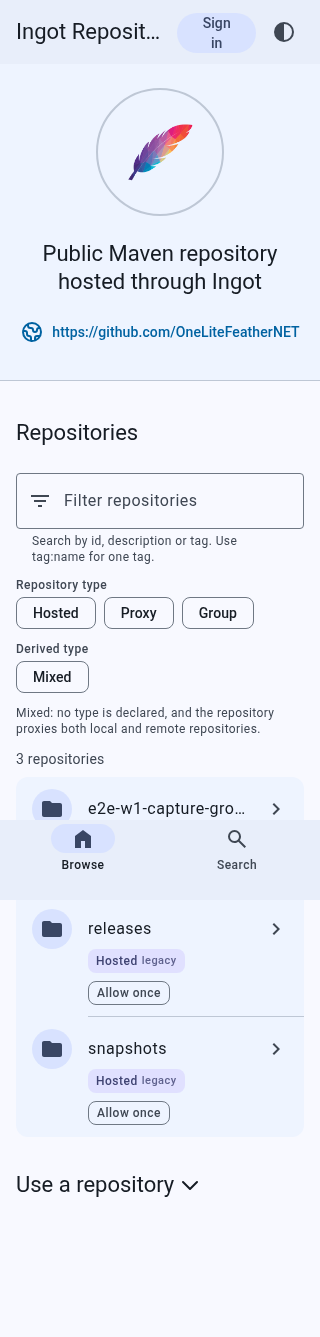 Ingot Reposit…
Sign
in
Public Maven repository
hosted through Ingot
https://github.com/OneLiteFeatherNET
Repositories
Filter repositories
Search by id, description or tag. Use
tag:name for one tag.
Repository type
Hosted Proxy Group
Derived type
Mixed
Mixed: no type is declared, and the repository
proxies both local and remote repositories.
3 repositories
e2e-w1-capture-gro…
Browse Search
releases
Hosted legacy
Allow once
snapshots
Hosted legacy
Allow once
Use a repository